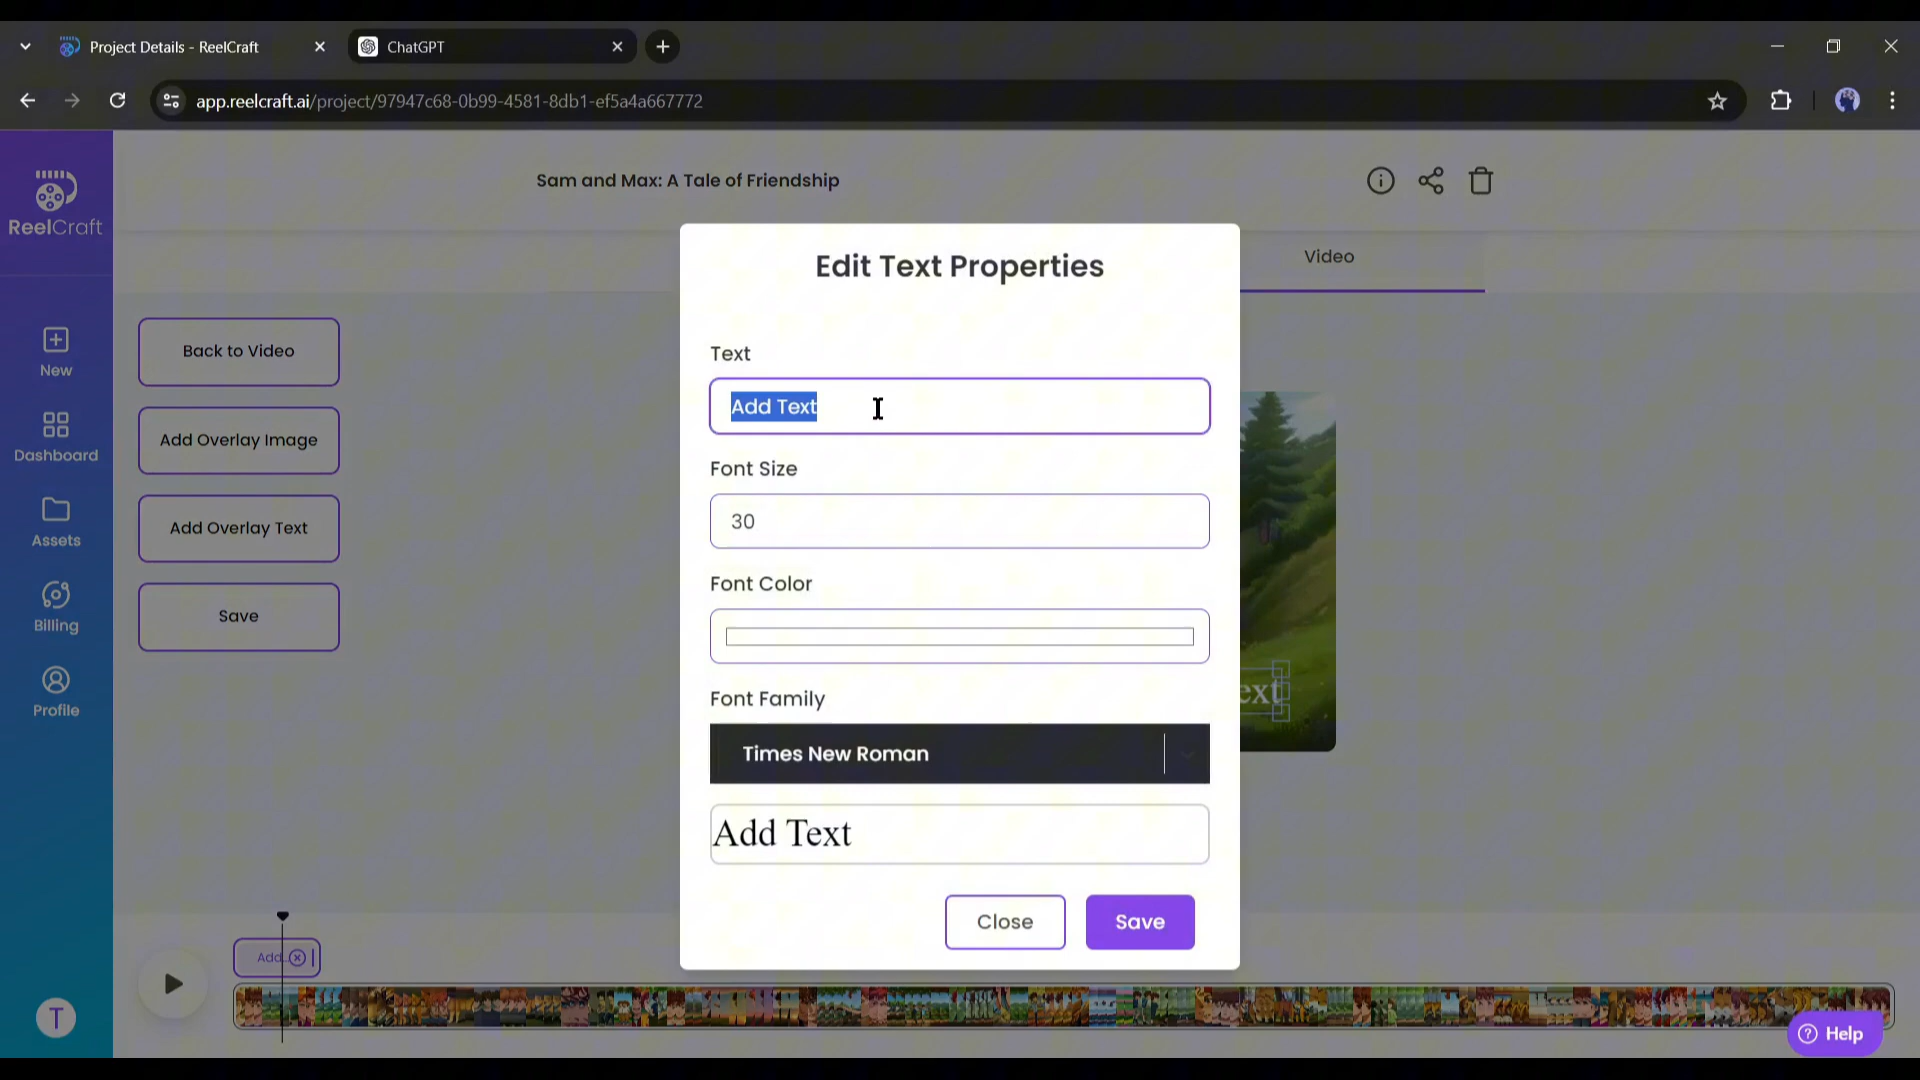 Project Details - ReelCraft
ChatGPT
app.reelcraft.ai/project/97947c68-0b99-4581-8db1-ef5a4a667772
ReelCraft
Sam and Max: A Tale of Friendship
Video
New
Dashboard
Assets
Billing
Profile
T
Back to Video
Add Overlay Image
Add Overlay Text
Save
Edit Text Properties
Text
Add Text
Font Size
30
Font Color
Font Family
Times New Roman
Add Text
Close
Save
ext
Add
Help